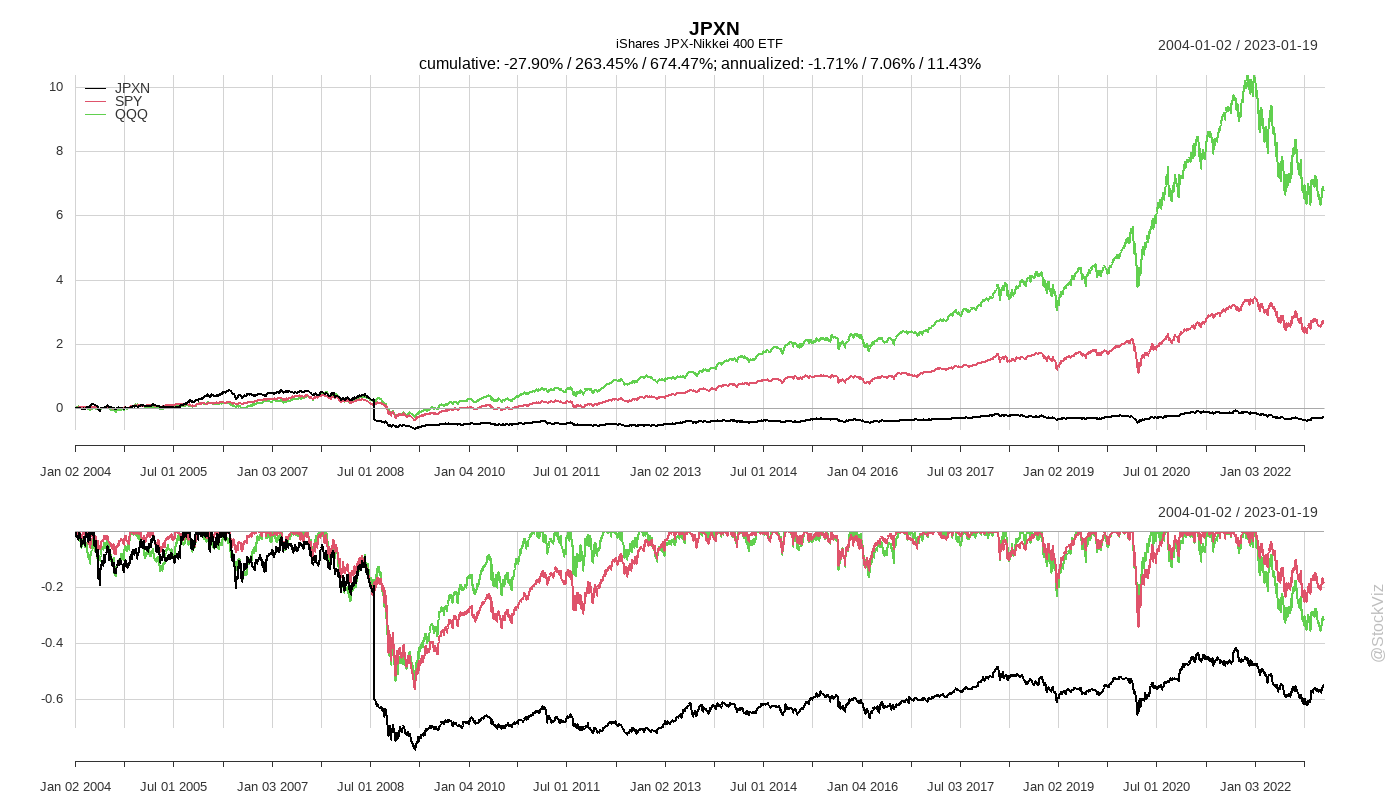 JPXN
iShares JPX-Nikkei 400 ETF
2004-01-02 / 2023-01-19
cumulative: -27.90% / 263.45% / 674.47%; annualized: -1.71% / 7.06% / 11.43%
JPXN
SPY
QQQ
10
8
6
4
2
0
Jan 02 2004 Jul 01 2005 Jan 03 2007 Jul 01 2008 Jan 04 2010 Jul 01 2011 Jan 02 2013 Jul 01 2014 Jan 04 2016 Jul 03 2017 Jan 02 2019 Jul 01 2020 Jan 03 2022
2004-01-02 / 2023-01-19
-0.2
-0.4
-0.6
Jan 02 2004 Jul 01 2005 Jan 03 2007 Jul 01 2008 Jan 04 2010 Jul 01 2011 Jan 02 2013 Jul 01 2014 Jan 04 2016 Jul 03 2017 Jan 02 2019 Jul 01 2020 Jan 03 2022
@StockViz